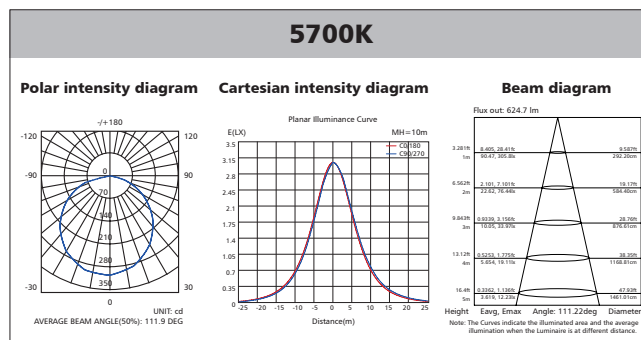 5700K
Polar intensity diagram
-/+180
-120
120
-90
90
0
70
140
210
280
350
-30
30
0
UNIT: cd
AVERAGE BEAM ANGLE(50%): 111.9 DEG
Cartesian intensity diagram
Planar Illuminance Curve
E(LX)
MH=10m
C0/180
C90/270
3.5
3.15
2.8
2.45
2.1
1.75
1.4
1.05
0.7
0.35
-25 -20 -15 -10 -5 0 5 10 15 20 25
Distance(m)
Beam diagram
Flux out: 624.7 lm
3.281ft 8.405, 28.41fc 9.587ft
1m 90.47, 305.8lx 292.20cm
6.562ft 2.101, 7.101fc 19.17ft
2m 22.62, 76.44lx 584.40cm
9.843ft 0.9339, 3.156fc 28.76ft
3m 10.05, 33.97lx 876.61cm
13.12ft 0.5253, 1.775fc 38.35ft
4m 5.654, 19.11lx 1168.81cm
16.4ft 0.3362, 1.136fc 47.93ft
5m 3.619, 12.23lx 1461.01cm
Height Eavg, Emax Angle: 111.22deg Diameter
Note: The Curves indicate the illuminated area and the average
illumination when the Luminaire is at different distance.